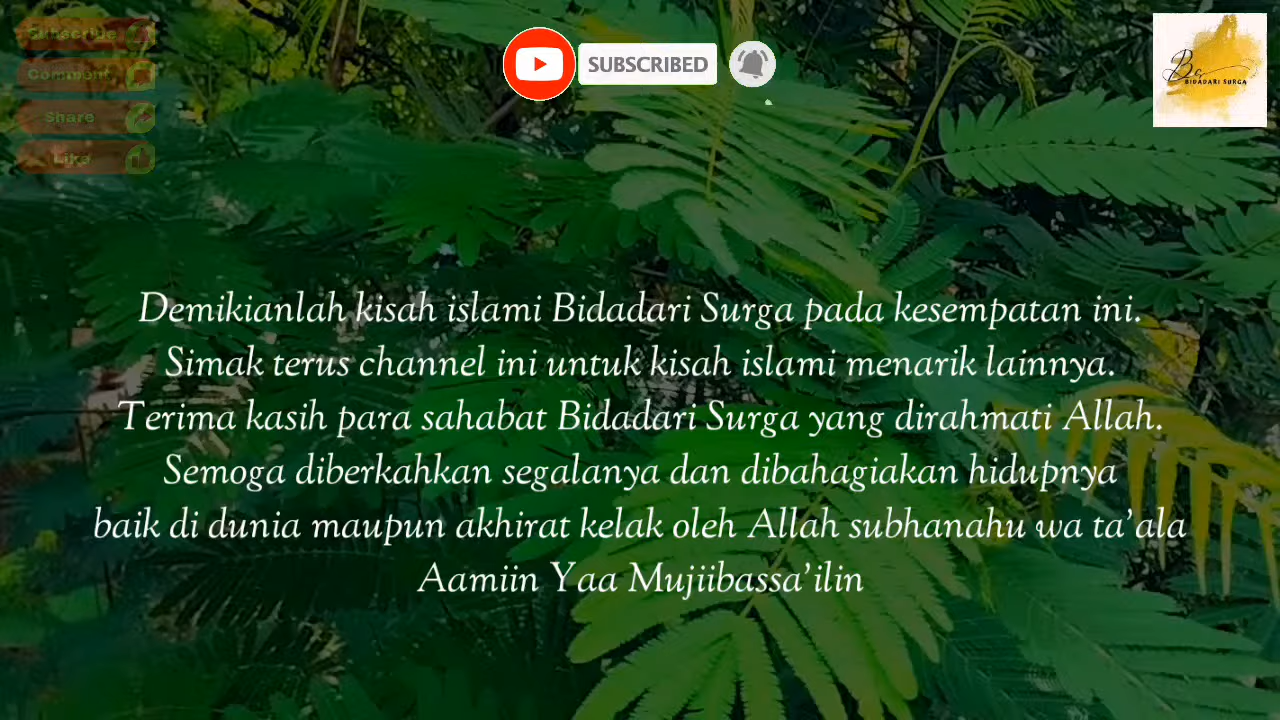 Subscribe
Comment
Share
Like
SUBSCRIBED
Bs
BIDADARI SURGA
Demikianlah kisah islami Bidadari Surga pada kesempatan ini.
Simak terus channel ini untuk kisah islami menarik lainnya.
Terima kasih para sahabat Bidadari Surga yang dirahmati Allah.
Semoga diberkahkan segalanya dan dibahagiakan hidupnya
baik di dunia maupun akhirat kelak oleh Allah subhanahu wa ta'ala
Aamiin Yaa Mujiibassa'ilin